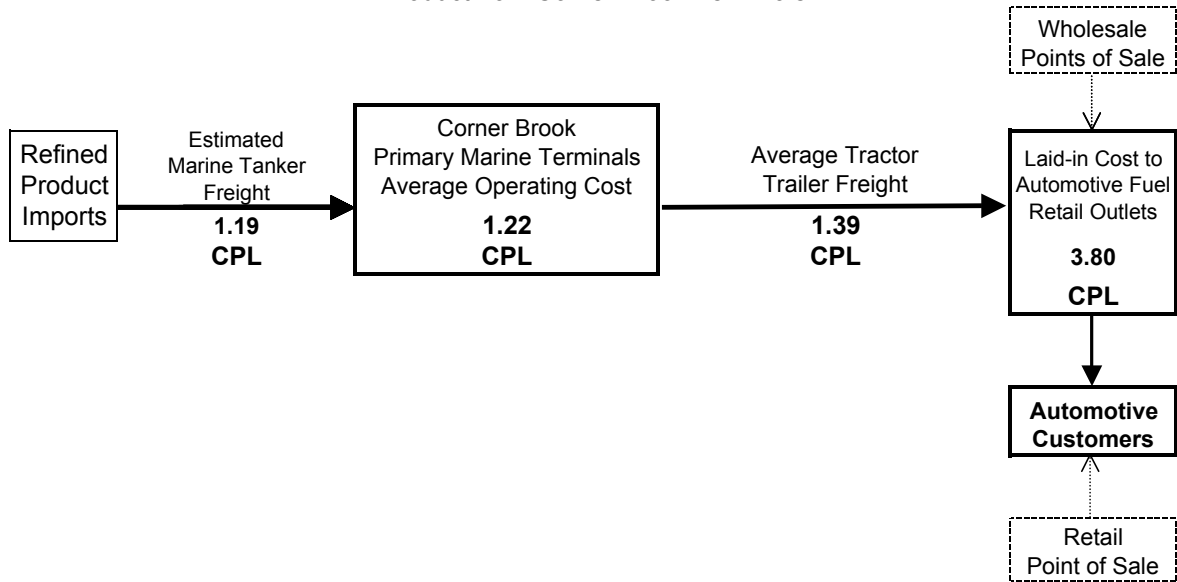 Wholesale
Points of Sale
Refined
Product
Imports
Estimated
Marine Tanker
Freight
1.19
CPL
Corner Brook
Primary Marine Terminals
Average Operating Cost
1.22
CPL
Average Tractor
Trailer Freight
1.39
CPL
Laid-in Cost to
Automotive Fuel
Retail Outlets
3.80
CPL
Automotive
Customers
Retail
Point of Sale